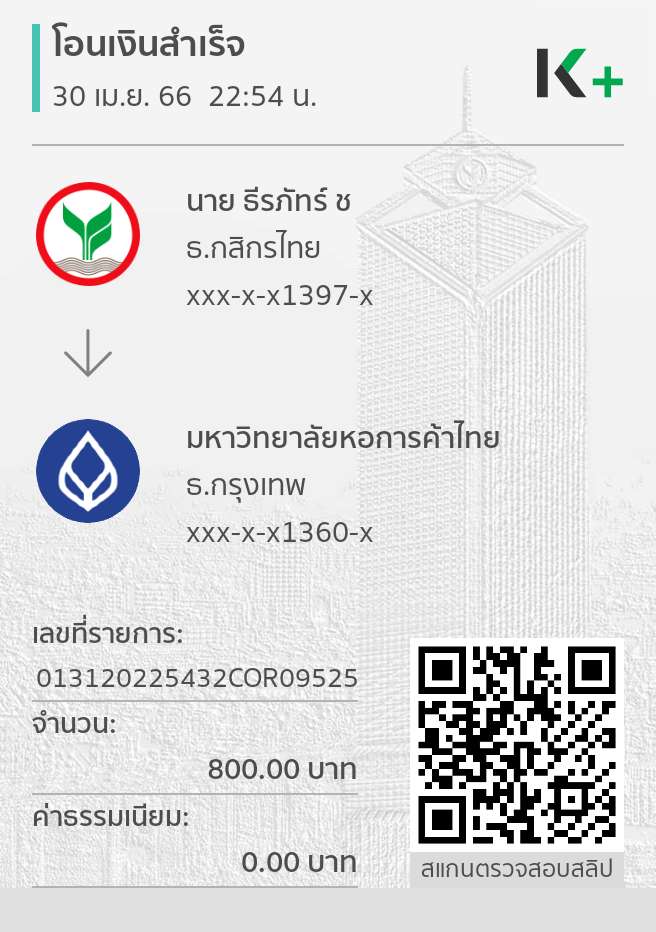 โอนเงินสำเร็จ
30 เม.ย. 66 22:54 น.
K+
นาย ธีรภัทร์ ช
ธ.กสิกรไทย
xxx-x-x1397-x
มหาวิทยาลัยหอการค้าไทย
ธ.กรุงเทพ
xxx-x-x1360-x
เลขที่รายการ:
013120225432COR09525
จำนวน:
800.00 บาท
ค่าธรรมเนียม:
0.00 บาท
สแกนตรวจสอบสลิป